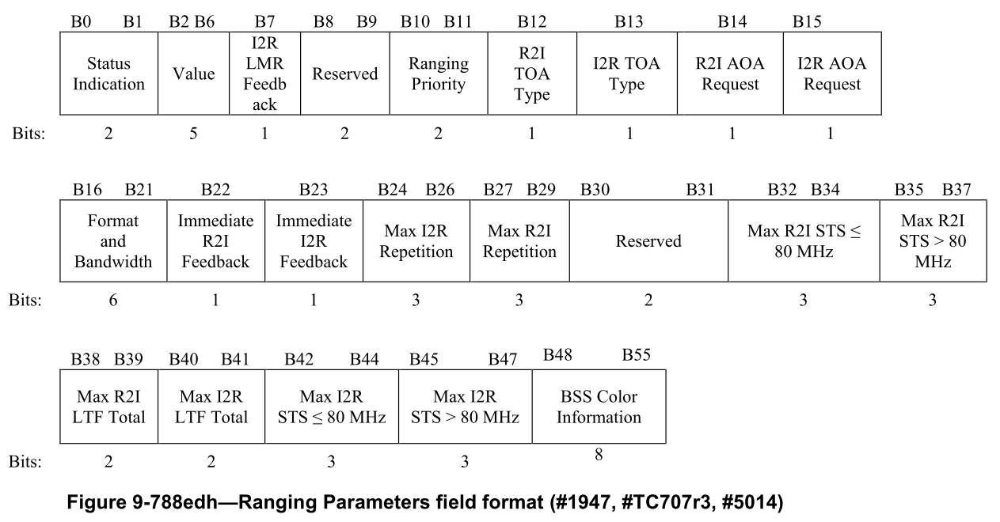 B0 B1 B2 B6 B7 B8 B9 B10 B11 B12 B13 B14 B15
Status Indication
Value
I2R LMR Feedb ack
Reserved
Ranging Priority
R2I TOA Type
I2R TOA Type
R2I AOA Request
I2R AOA Request
Bits: 2 5 1 2 2 1 1 1 1
B16 B21 B22 B23 B24 B26 B27 B29 B30 B31 B32 B34 B35 B37
Format and Bandwidth
Immediate R2I Feedback
Immediate I2R Feedback
Max I2R Repetition
Max R2I Repetition
Reserved
Max R2I STS ≤ 80 MHz
Max R2I STS > 80 MHz
Bits: 6 1 1 3 3 2 3 3
B38 B39 B40 B41 B42 B44 B45 B47 B48 B55
Max R2I LTF Total
Max I2R LTF Total
Max I2R STS ≤ 80 MHz
Max I2R STS > 80 MHz
BSS Color Information
Bits: 2 2 3 3 8
Figure 9-788edh—Ranging Parameters field format (#1947, #TC707r3, #5014)